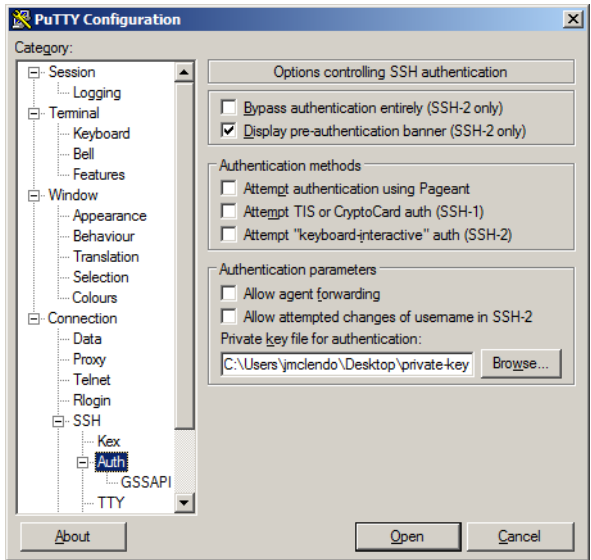 PuTTY Configuration
Category:
Session
Logging
Terminal
Keyboard
Bell
Features
Window
Appearance
Behaviour
Translation
Selection
Colours
Connection
Data
Proxy
Telnet
Rlogin
SSH
Kex
Auth
GSSAPI
TTY
Options controlling SSH authentication
Bypass authentication entirely (SSH-2 only)
Display pre-authentication banner (SSH-2 only)
Authentication methods
Attempt authentication using Pageant
Attempt TIS or CryptoCard auth (SSH-1)
Attempt "keyboard-interactive" auth (SSH-2)
Authentication parameters
Allow agent forwarding
Allow attempted changes of username in SSH-2
Private key file for authentication:
C:\Users\jmclendo\Desktop\private-key
Browse...
About
Open
Cancel